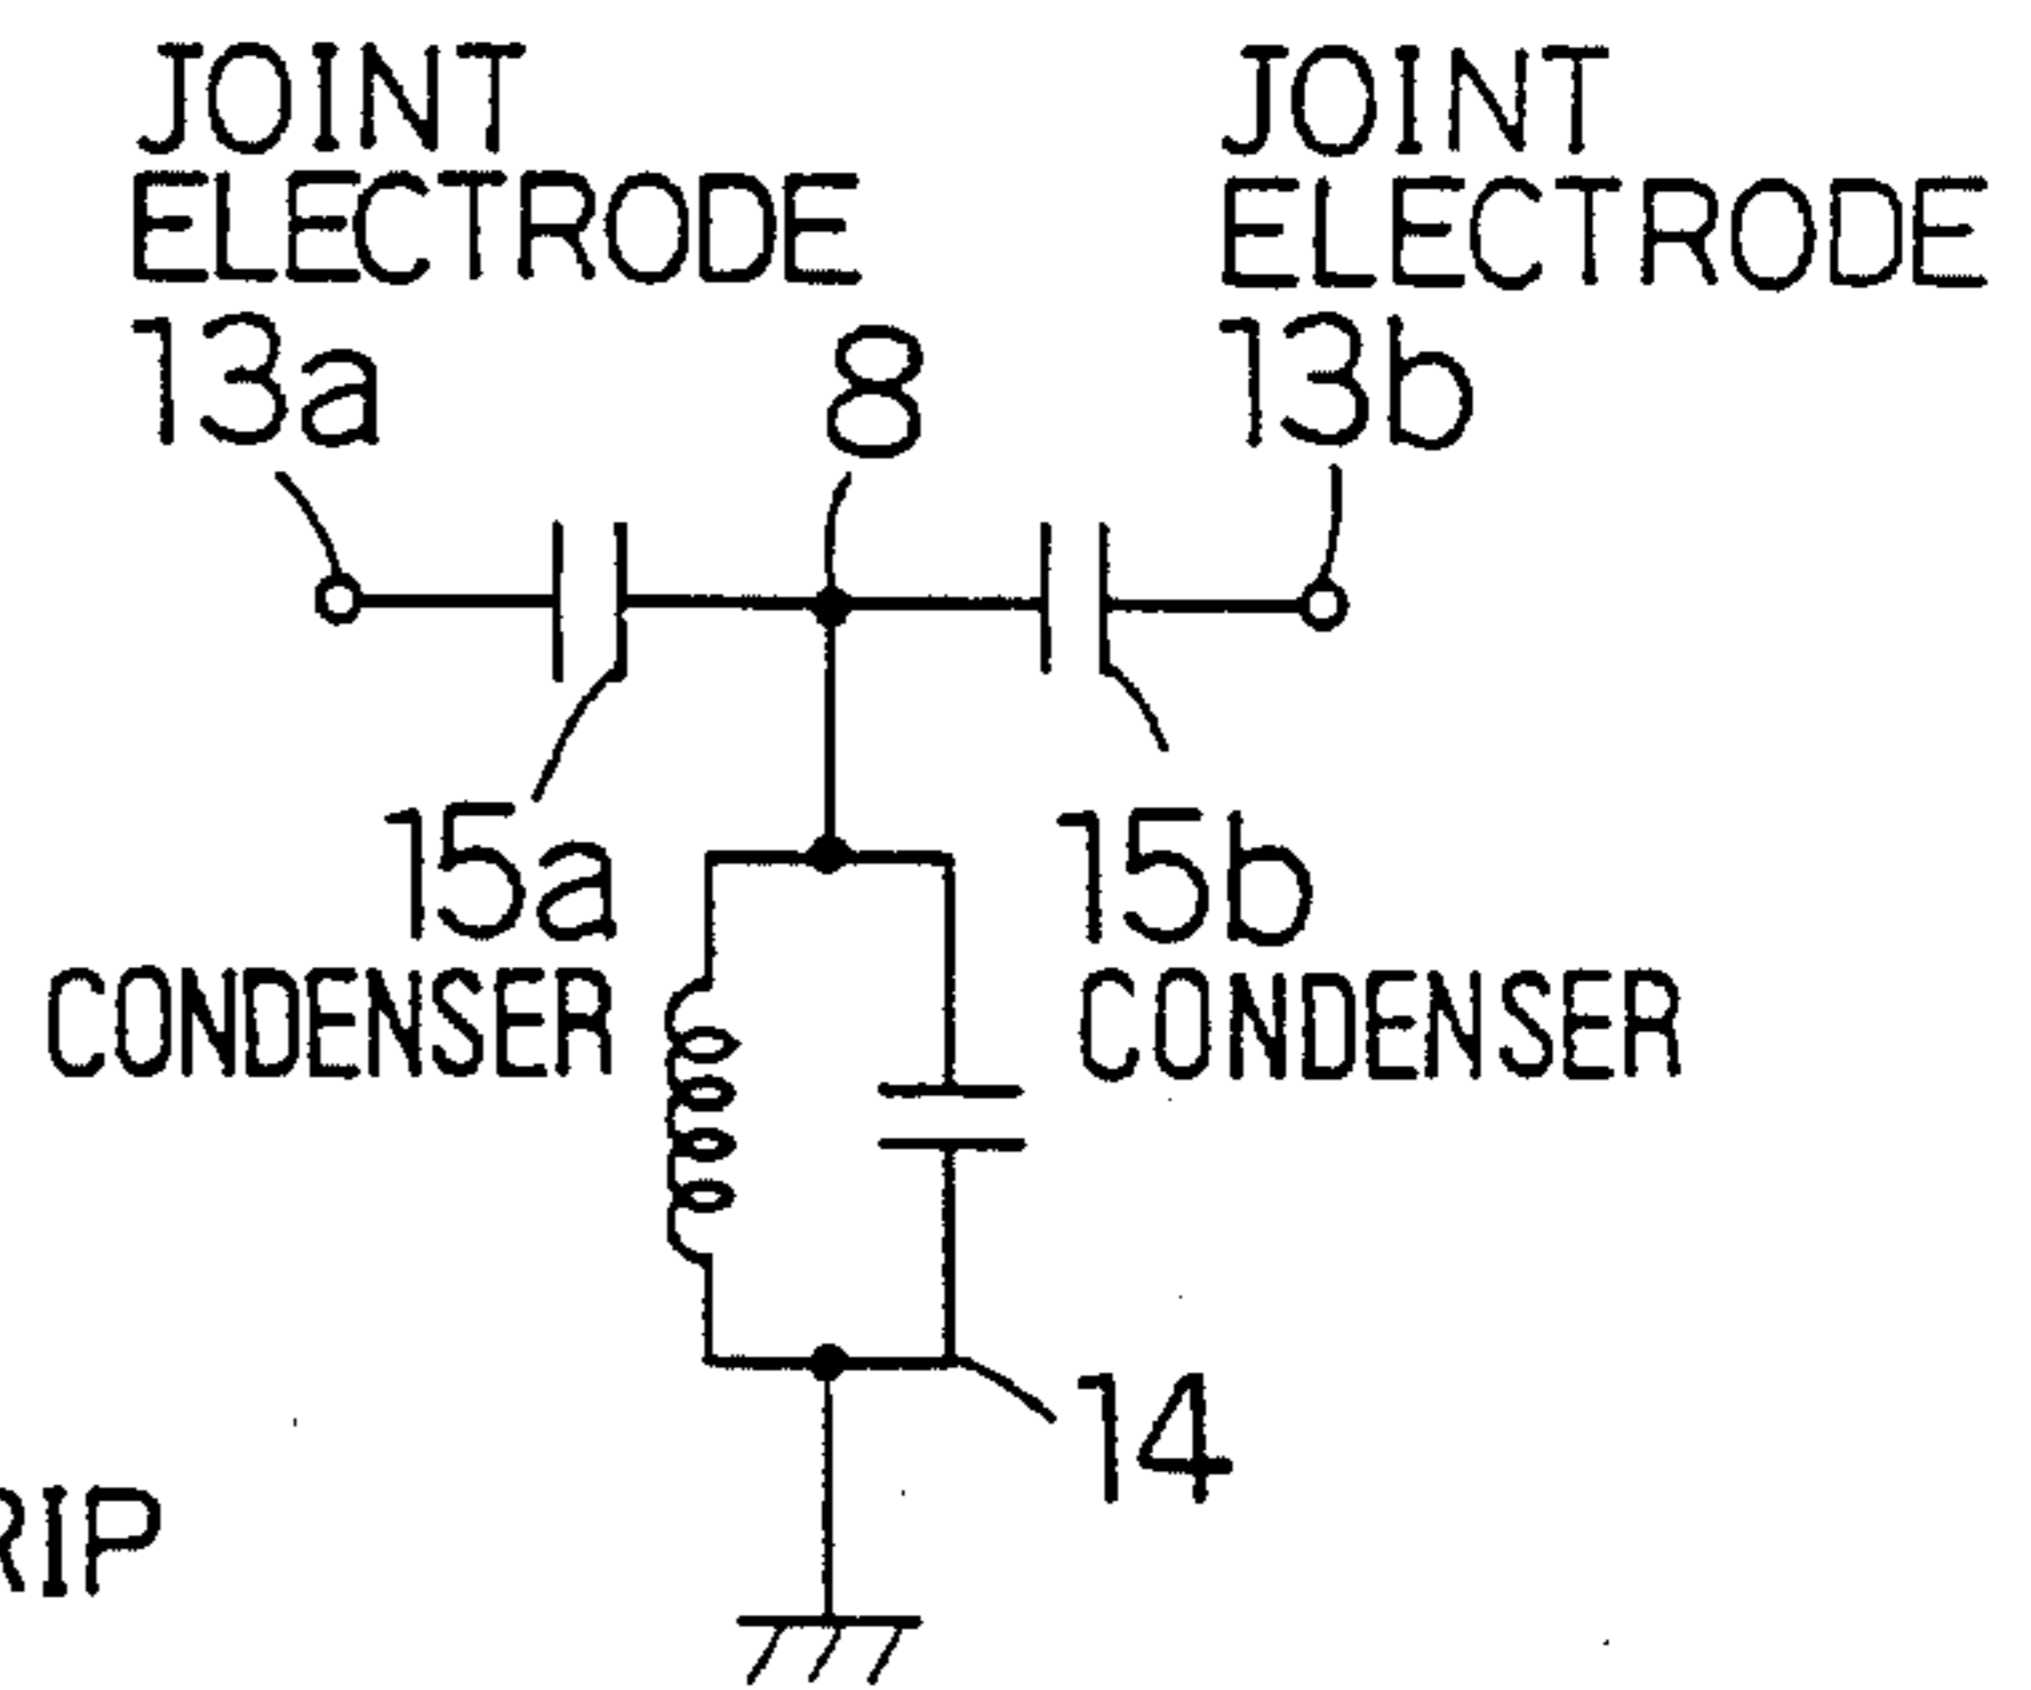 JOINT
ELECTRODE
13a
8
JOINT
ELECTRODE
13b
15a
CONDENSER
15b
CONDENSER
14
RIP